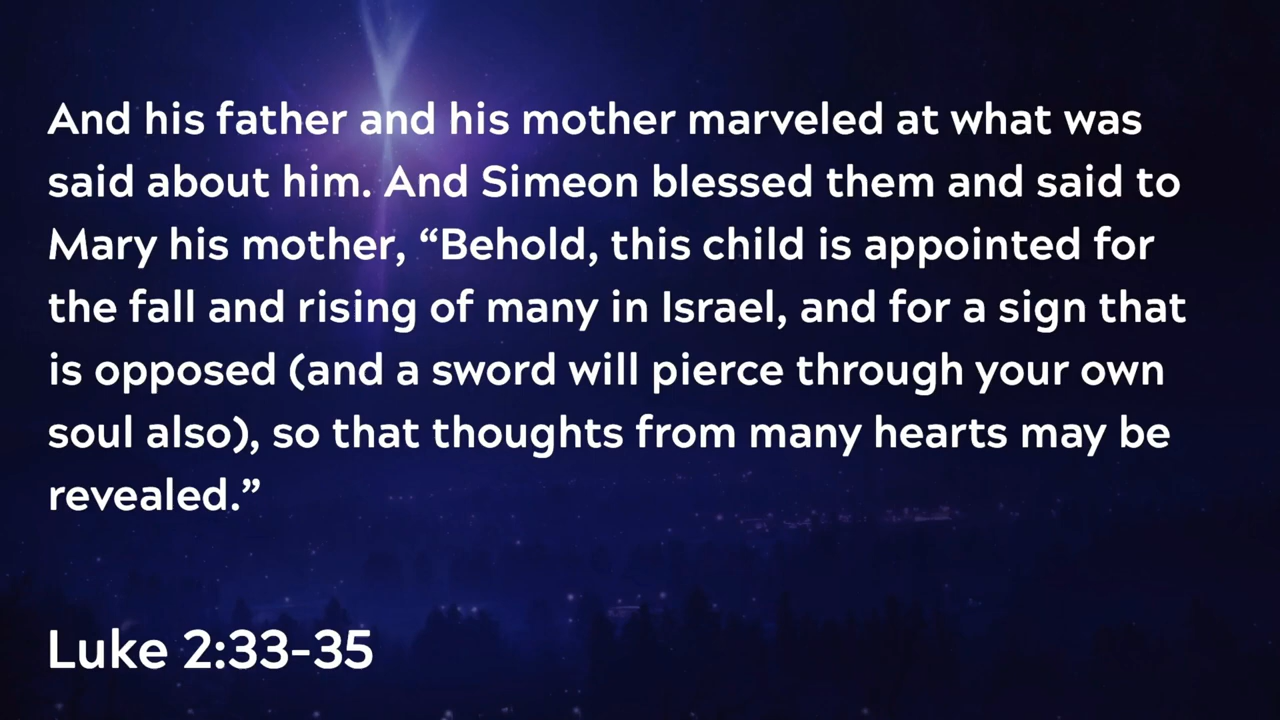 And his father and his mother marveled at what was
said about him. And Simeon blessed them and said to
Mary his mother, “Behold, this child is appointed for
the fall and rising of many in Israel, and for a sign that
is opposed (and a sword will pierce through your own
soul also), so that thoughts from many hearts may be
revealed.”
Luke 2:33-35